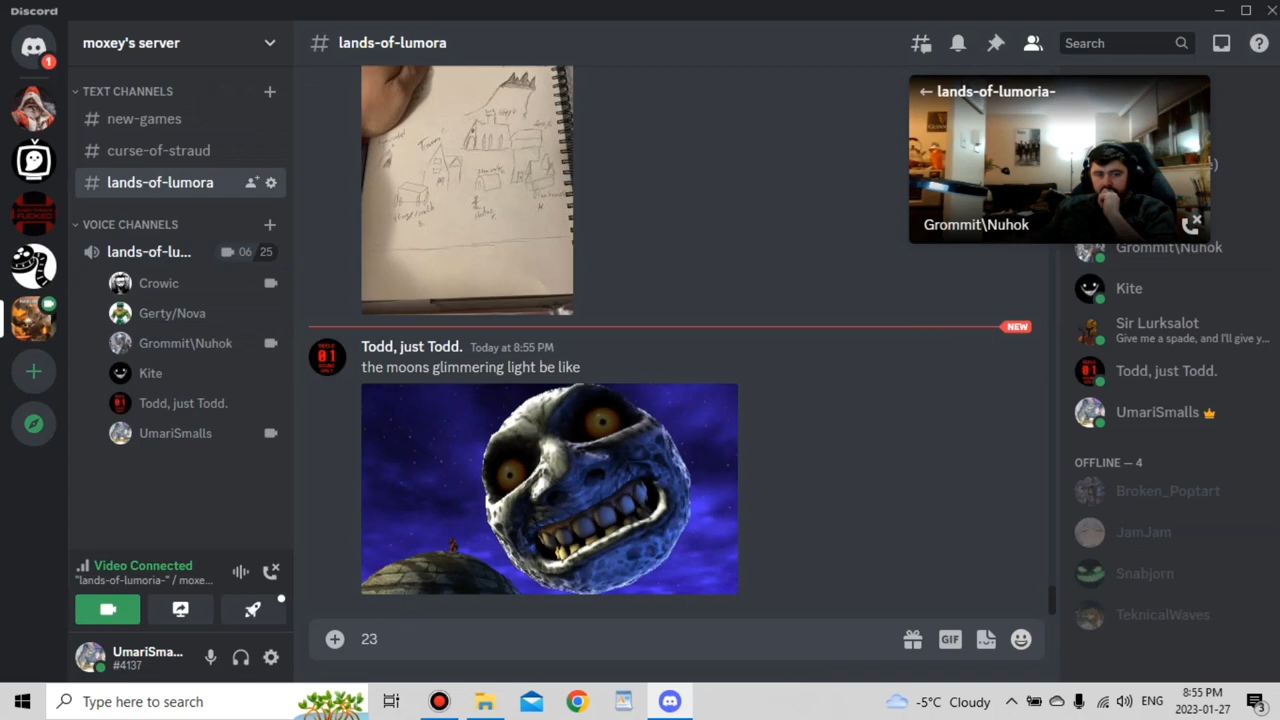 Discord
moxey's server
# lands-of-lumora
Search
1
TEXT CHANNELS
new-games
curse-of-straud
lands-of-lumora
VOICE CHANNELS
lands-of-lu...
06 25
Crowic
Gerty/Nova
Grommit\Nuhok
Kite
Todd, just Todd.
UmariSmalls
Video Connected
"lands-of-lumoria-" / moxe...
UmariSma...
#4137
NEW
Todd, just Todd. Today at 8:55 PM
the moons glimmering light be like
23
GIF
← lands-of-lumoria-
Grommit\Nuhok
Grommit\Nuhok
Kite
Sir Lurksalot
Give me a spade, and I'll give y...
Todd, just Todd.
UmariSmalls
OFFLINE — 4
Broken_Poptart
JamJam
Snabjorn
TeknicalWaves
Type here to search
-5°C Cloudy
ENG
8:55 PM
2023-01-27
3